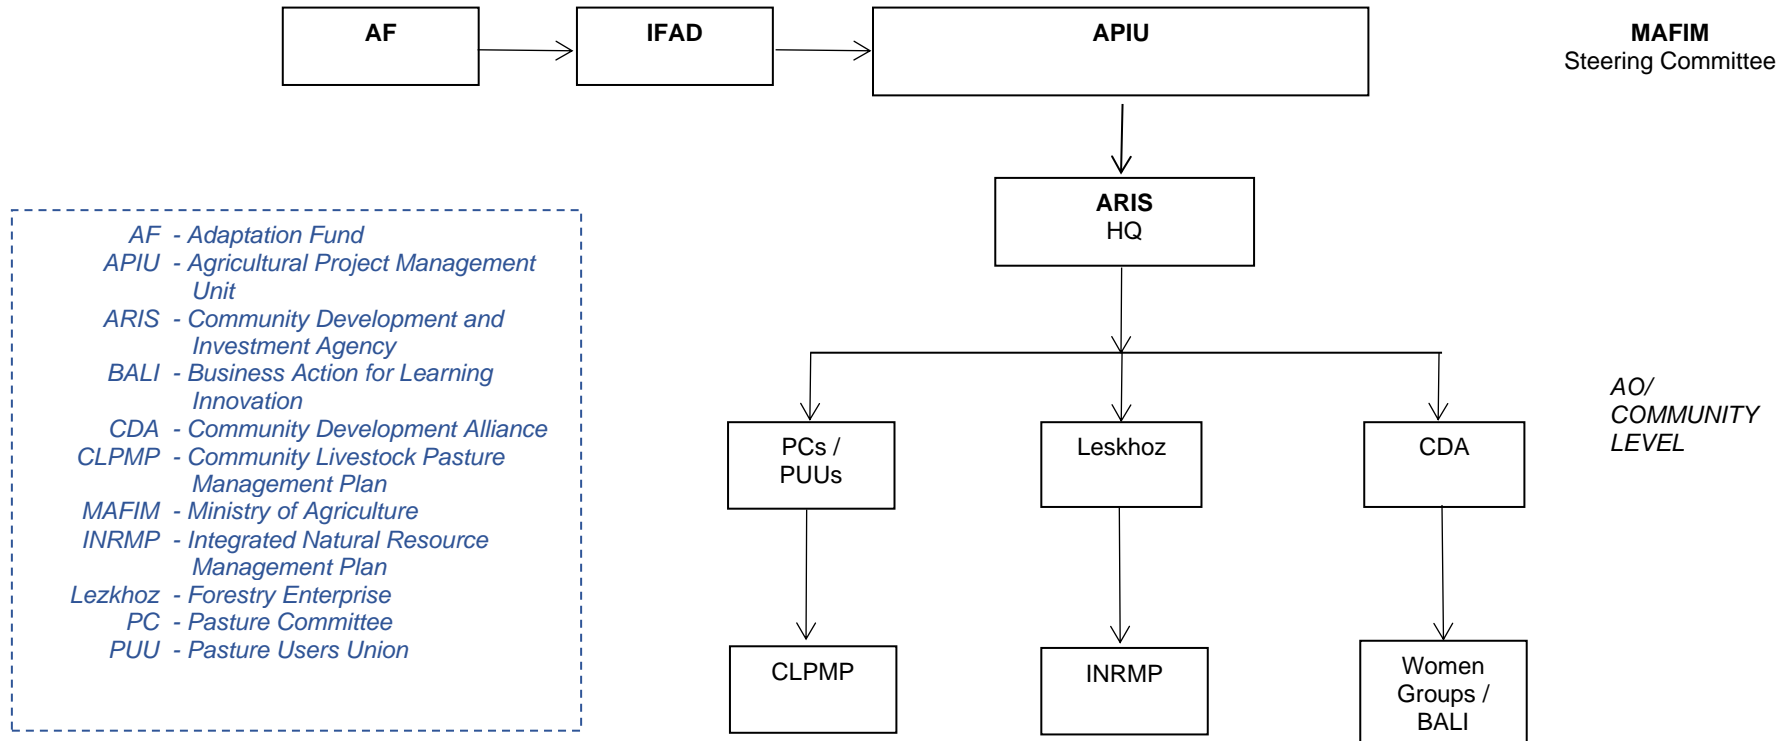 AF
IFAD
APIU
MAFIM
Steering Committee
ARIS
HQ
AF - Adaptation Fund
APIU - Agricultural Project Management
Unit
ARIS - Community Development and
Investment Agency
BALI - Business Action for Learning
Innovation
CDA - Community Development Alliance
CLPMP - Community Livestock Pasture
Management Plan
MAFIM - Ministry of Agriculture
INRMP - Integrated Natural Resource
Management Plan
Lezkhoz - Forestry Enterprise
PC - Pasture Committee
PUU - Pasture Users Union
AO/
COMMUNITY
LEVEL
PCs /
PUUs
Leskhoz
CDA
CLPMP
INRMP
Women
Groups /
BALI